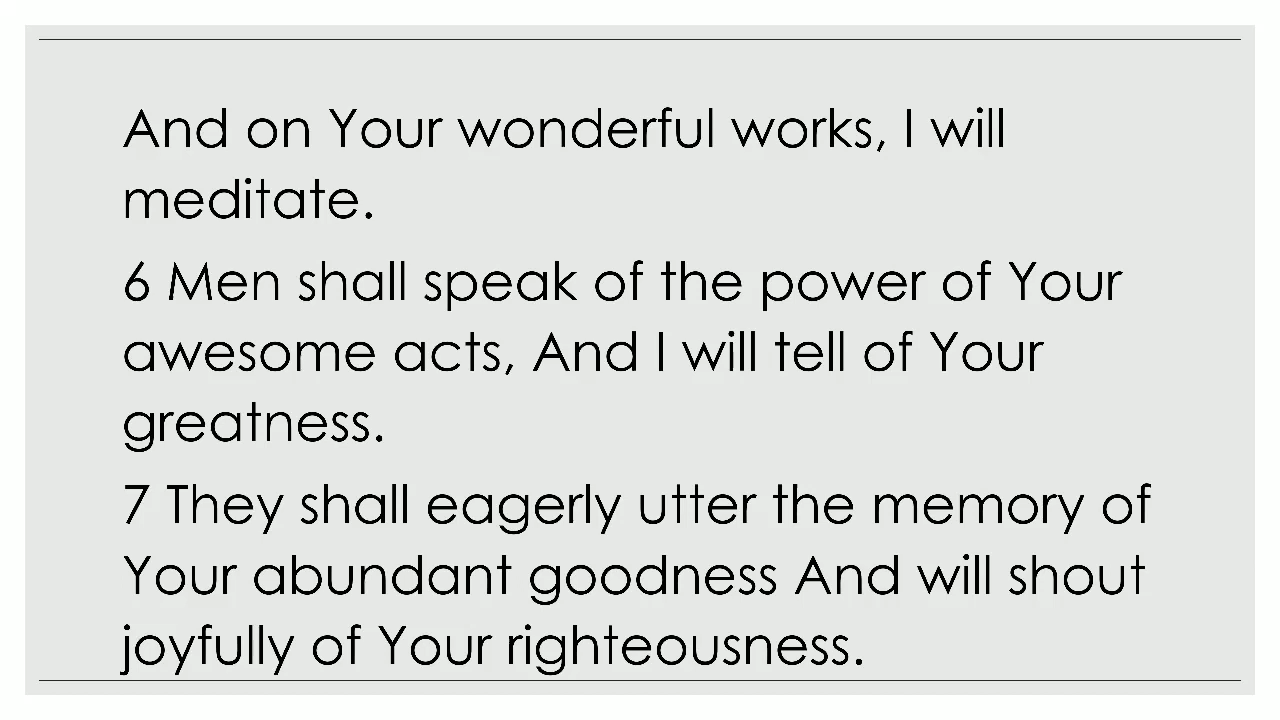 And on Your wonderful works, I will
meditate.
6 Men shall speak of the power of Your
awesome acts, And I will tell of Your
greatness.
7 They shall eagerly utter the memory of
Your abundant goodness And will shout
joyfully of Your righteousness.